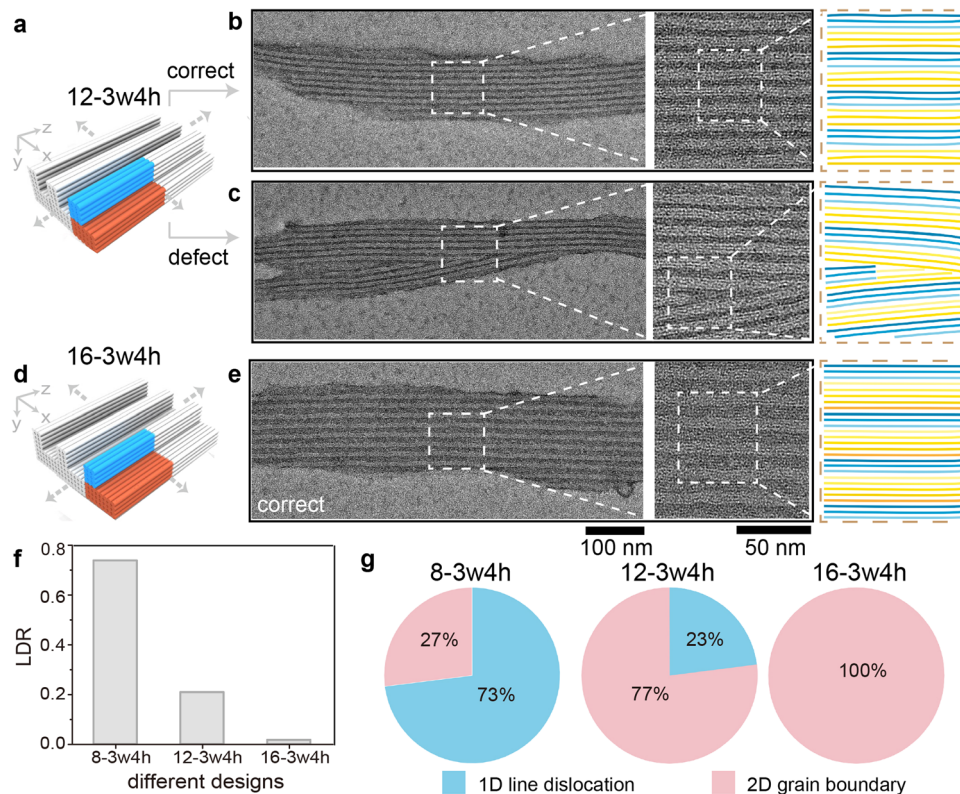 a
12-3w4h
z
x
y
correct
defect
b
c
d
16-3w4h
z
x
y
e
correct
100 nm
50 nm
f
LDR
0.8
0.6
0.4
0.2
0.0
8-3w4h
12-3w4h
16-3w4h
different designs
g
8-3w4h
12-3w4h
16-3w4h
27%
73%
23%
77%
100%
1D line dislocation
2D grain boundary